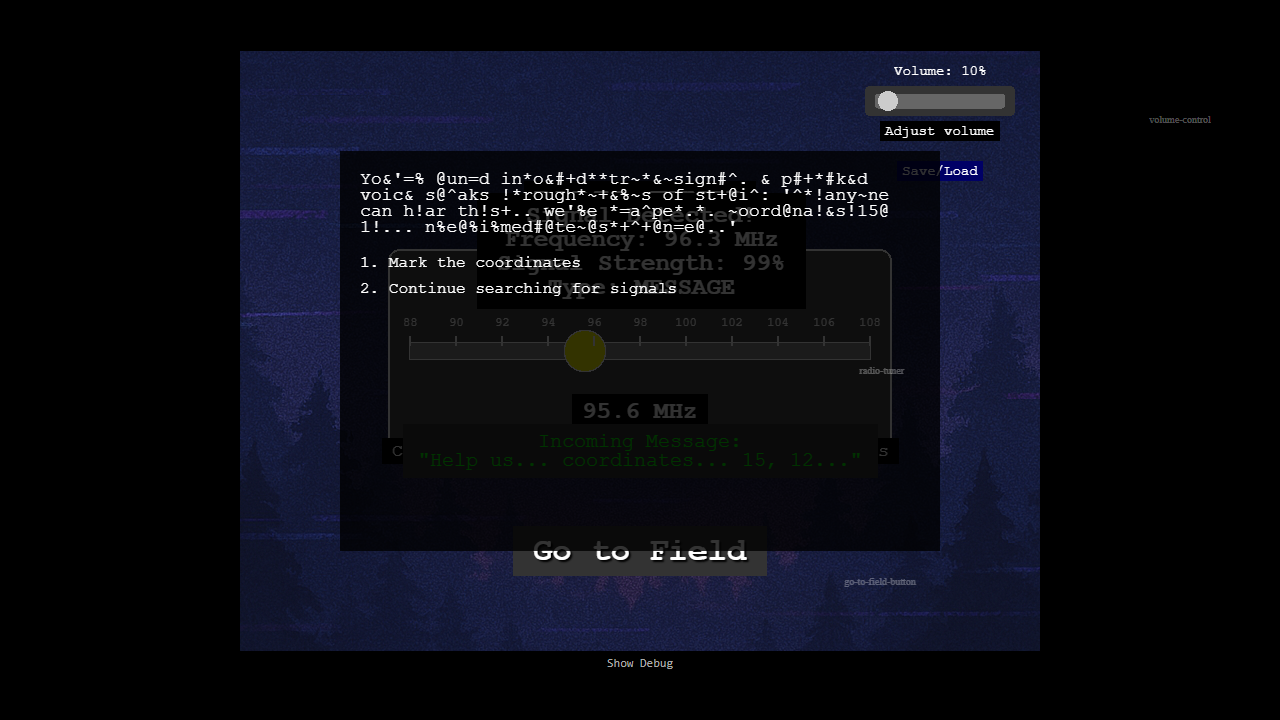 Volume: 10%
volume-control
Adjust volume
Save/Load
Yo&'=% @un=d in*o&#+d**tr~*&~sign#^. & p#+*#k&d
voic& s@^aks !*rough*~+&%~s of st+@i^: '^*!any~ne
can h!ar th!s+.. we'%e *=a^pe*.*. ~oord@na!&s!15@
1!... n%e@%i%med#@te~@s*+^+@n=e@..'
Signal Detected!
Frequency: 96.3 MHz
Signal Strength: 99%
Type: MESSAGE
1. Mark the coordinates
2. Continue searching for signals
88 90 92 94 96 98 100 102 104 106 108
radio-tuner
95.6 MHz
Incoming Message:
"Help us... coordinates... 15, 12..."
Go to Field
go-to-field-button
Show Debug